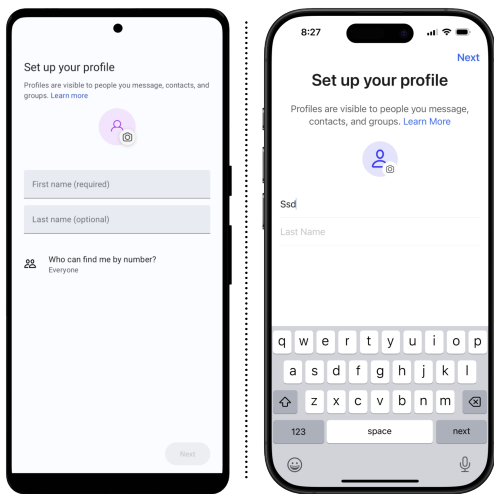 Set up your profile
Profiles are visible to people you message, contacts, and
groups. Learn more
First name (required)
Last name (optional)
Who can find me by number?
Everyone
Next
8:27
Next
Set up your profile
Profiles are visible to people you message,
contacts, and groups. Learn More
Ssd
Last Name
q w e r t y u i o p
a s d f g h j k l
z x c v b n m
123 space next